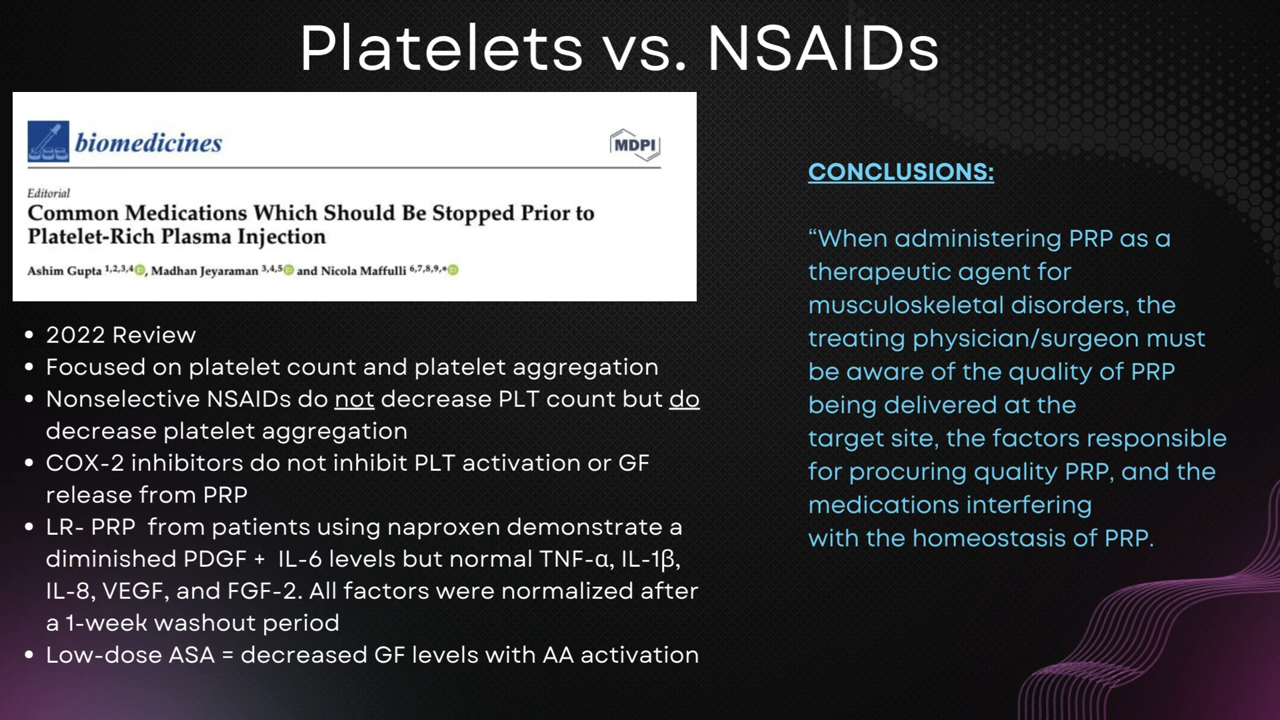 Platelets vs. NSAIDs
biomedicines
MDPI
Editorial
Common Medications Which Should Be Stopped Prior to
Platelet-Rich Plasma Injection
Ashim Gupta 1,2,3,4, Madhan Jeyaraman 3,4,5 and Nicola Maffulli 6,7,8,9,*
• 2022 Review
• Focused on platelet count and platelet aggregation
• Nonselective NSAIDs do not decrease PLT count but do
decrease platelet aggregation
• COX-2 inhibitors do not inhibit PLT activation or GF
release from PRP
• LR- PRP from patients using naproxen demonstrate a
diminished PDGF + IL-6 levels but normal TNF-α, IL-1β,
IL-8, VEGF, and FGF-2. All factors were normalized after
a 1-week washout period
• Low-dose ASA = decreased GF levels with AA activation
CONCLUSIONS:
“When administering PRP as a
therapeutic agent for
musculoskeletal disorders, the
treating physician/surgeon must
be aware of the quality of PRP
being delivered at the
target site, the factors responsible
for procuring quality PRP, and the
medications interfering
with the homeostasis of PRP.